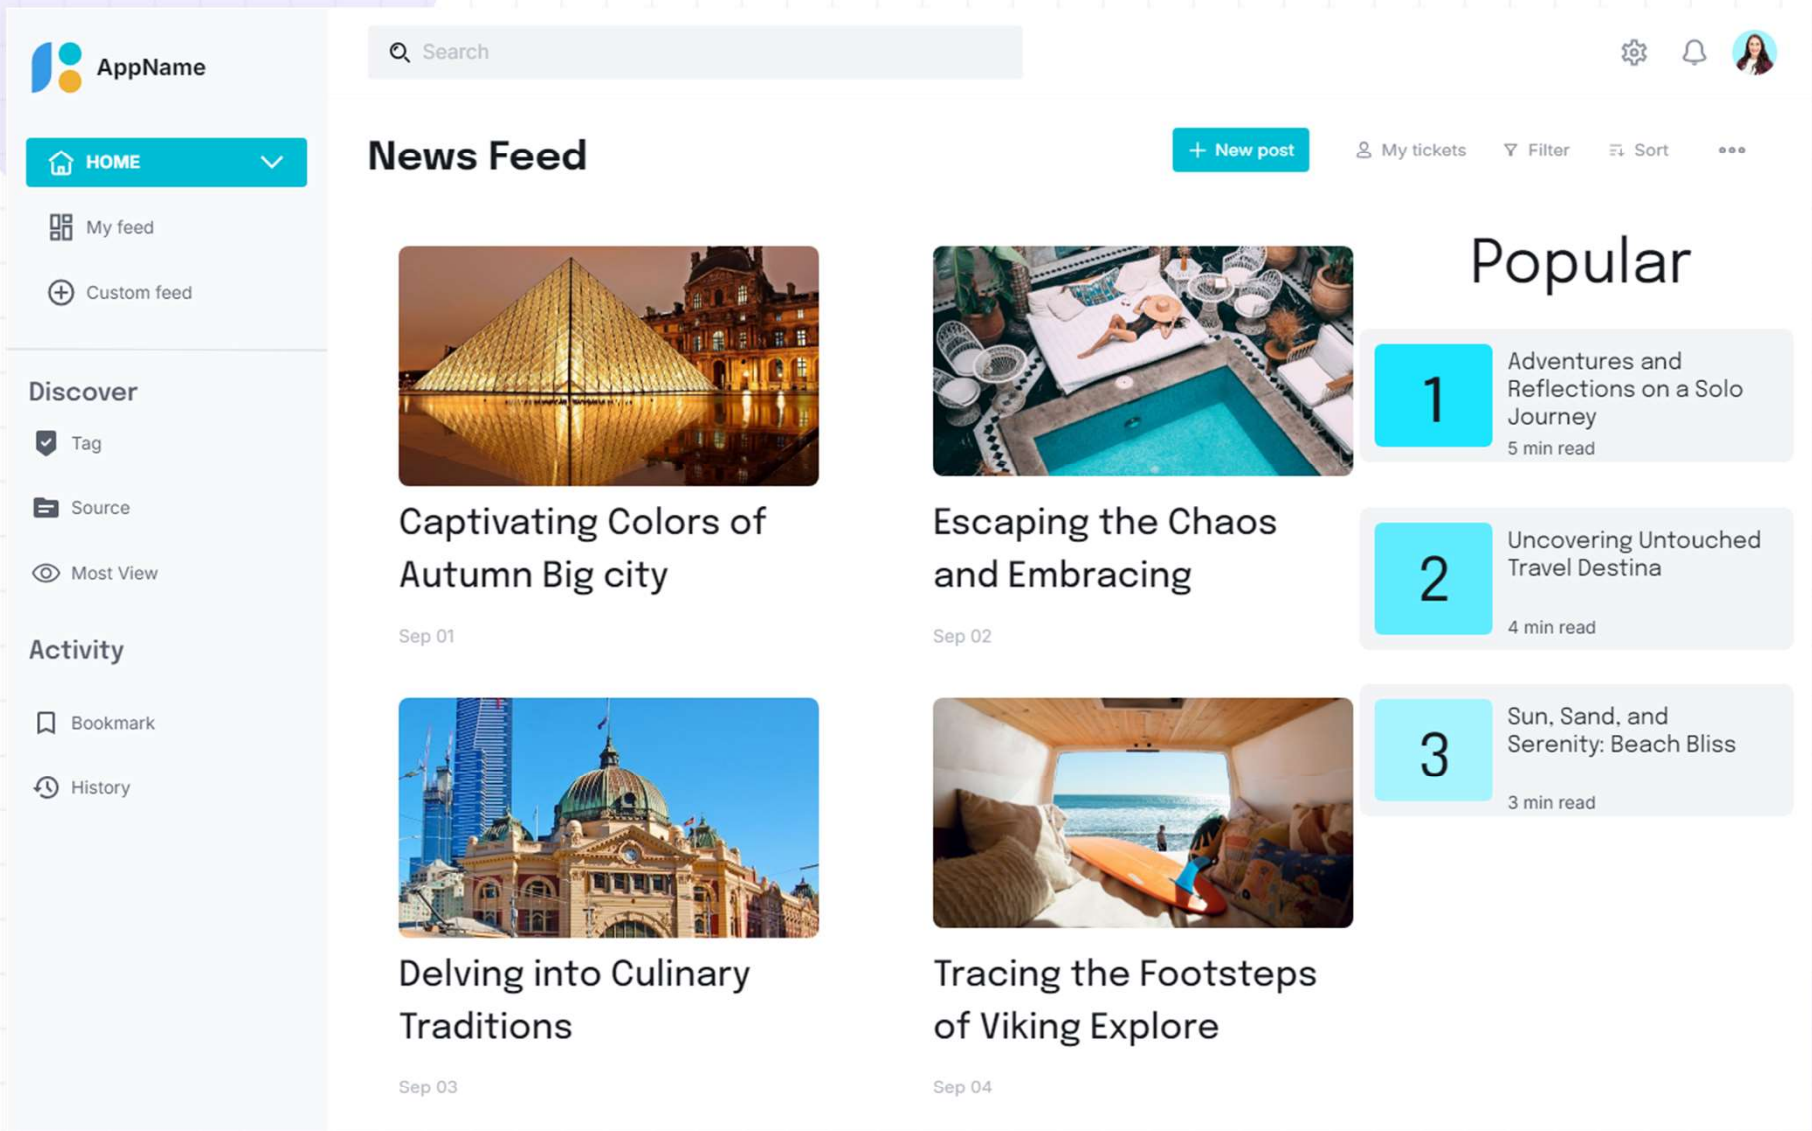 AppName
Search
HOME
My feed
Custom feed
Discover
Tag
Source
Most View
Activity
Bookmark
History
News Feed
New post
My tickets
Filter
Sort
Captivating Colors of
Autumn Big city
Sep 01
Escaping the Chaos
and Embracing
Sep 02
Delving into Culinary
Traditions
Sep 03
Tracing the Footsteps
of Viking Explore
Sep 04
Popular
1
Adventures and
Reflections on a Solo
Journey
5 min read
2
Uncovering Untouched
Travel Destina
4 min read
3
Sun, Sand, and
Serenity: Beach Bliss
3 min read